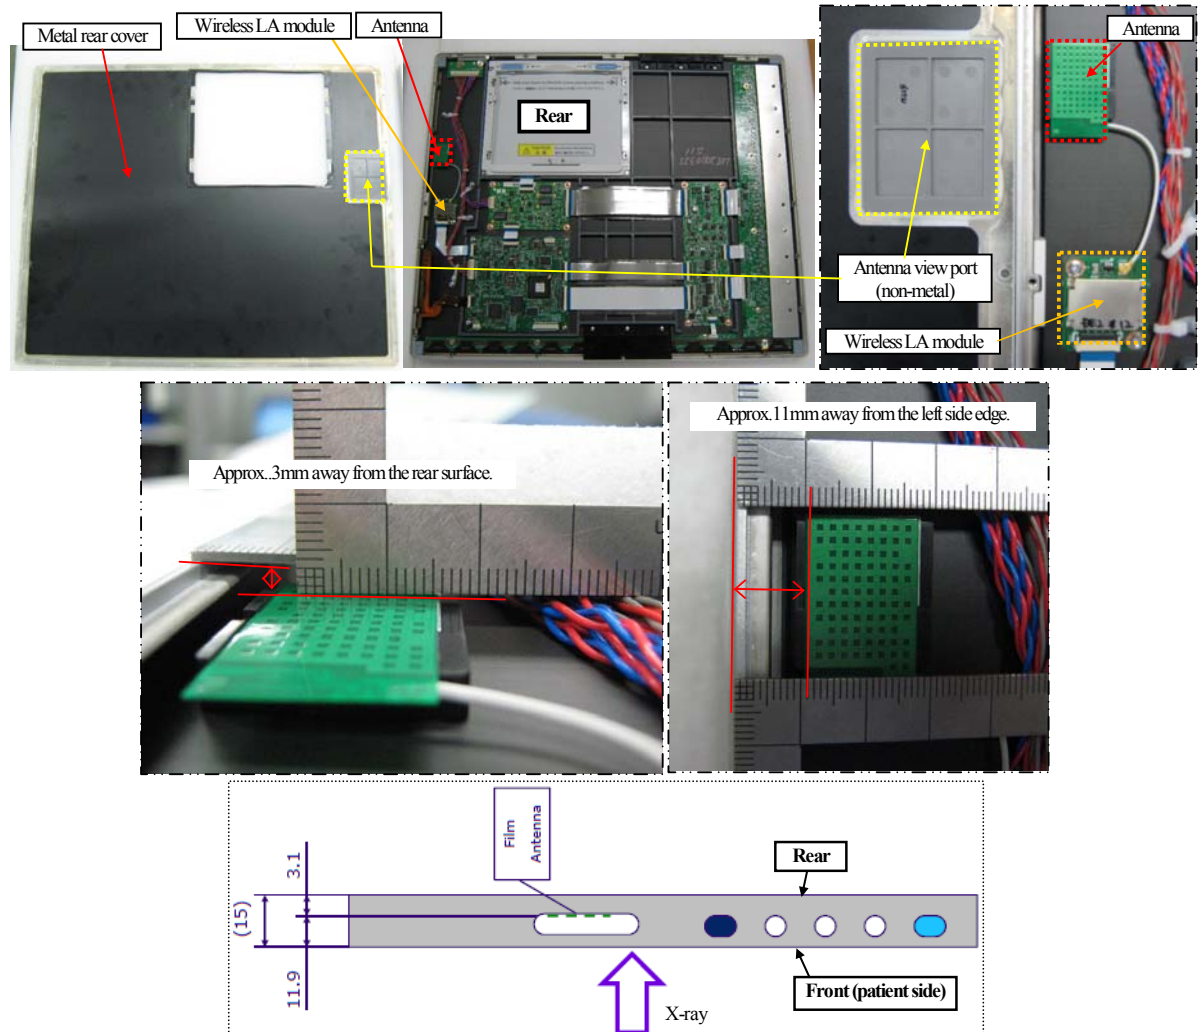 Metal rear cover
Wireless LA module
Antenna
Antenna
Rear
Antenna view port
(non-metal)
Wireless LA module
Approx..3mm away from the rear surface.
Approx.11mm away from the left side edge.
Film
Antenna
3.1
(15)
11.9
Rear
Front (patient side)
X-ray